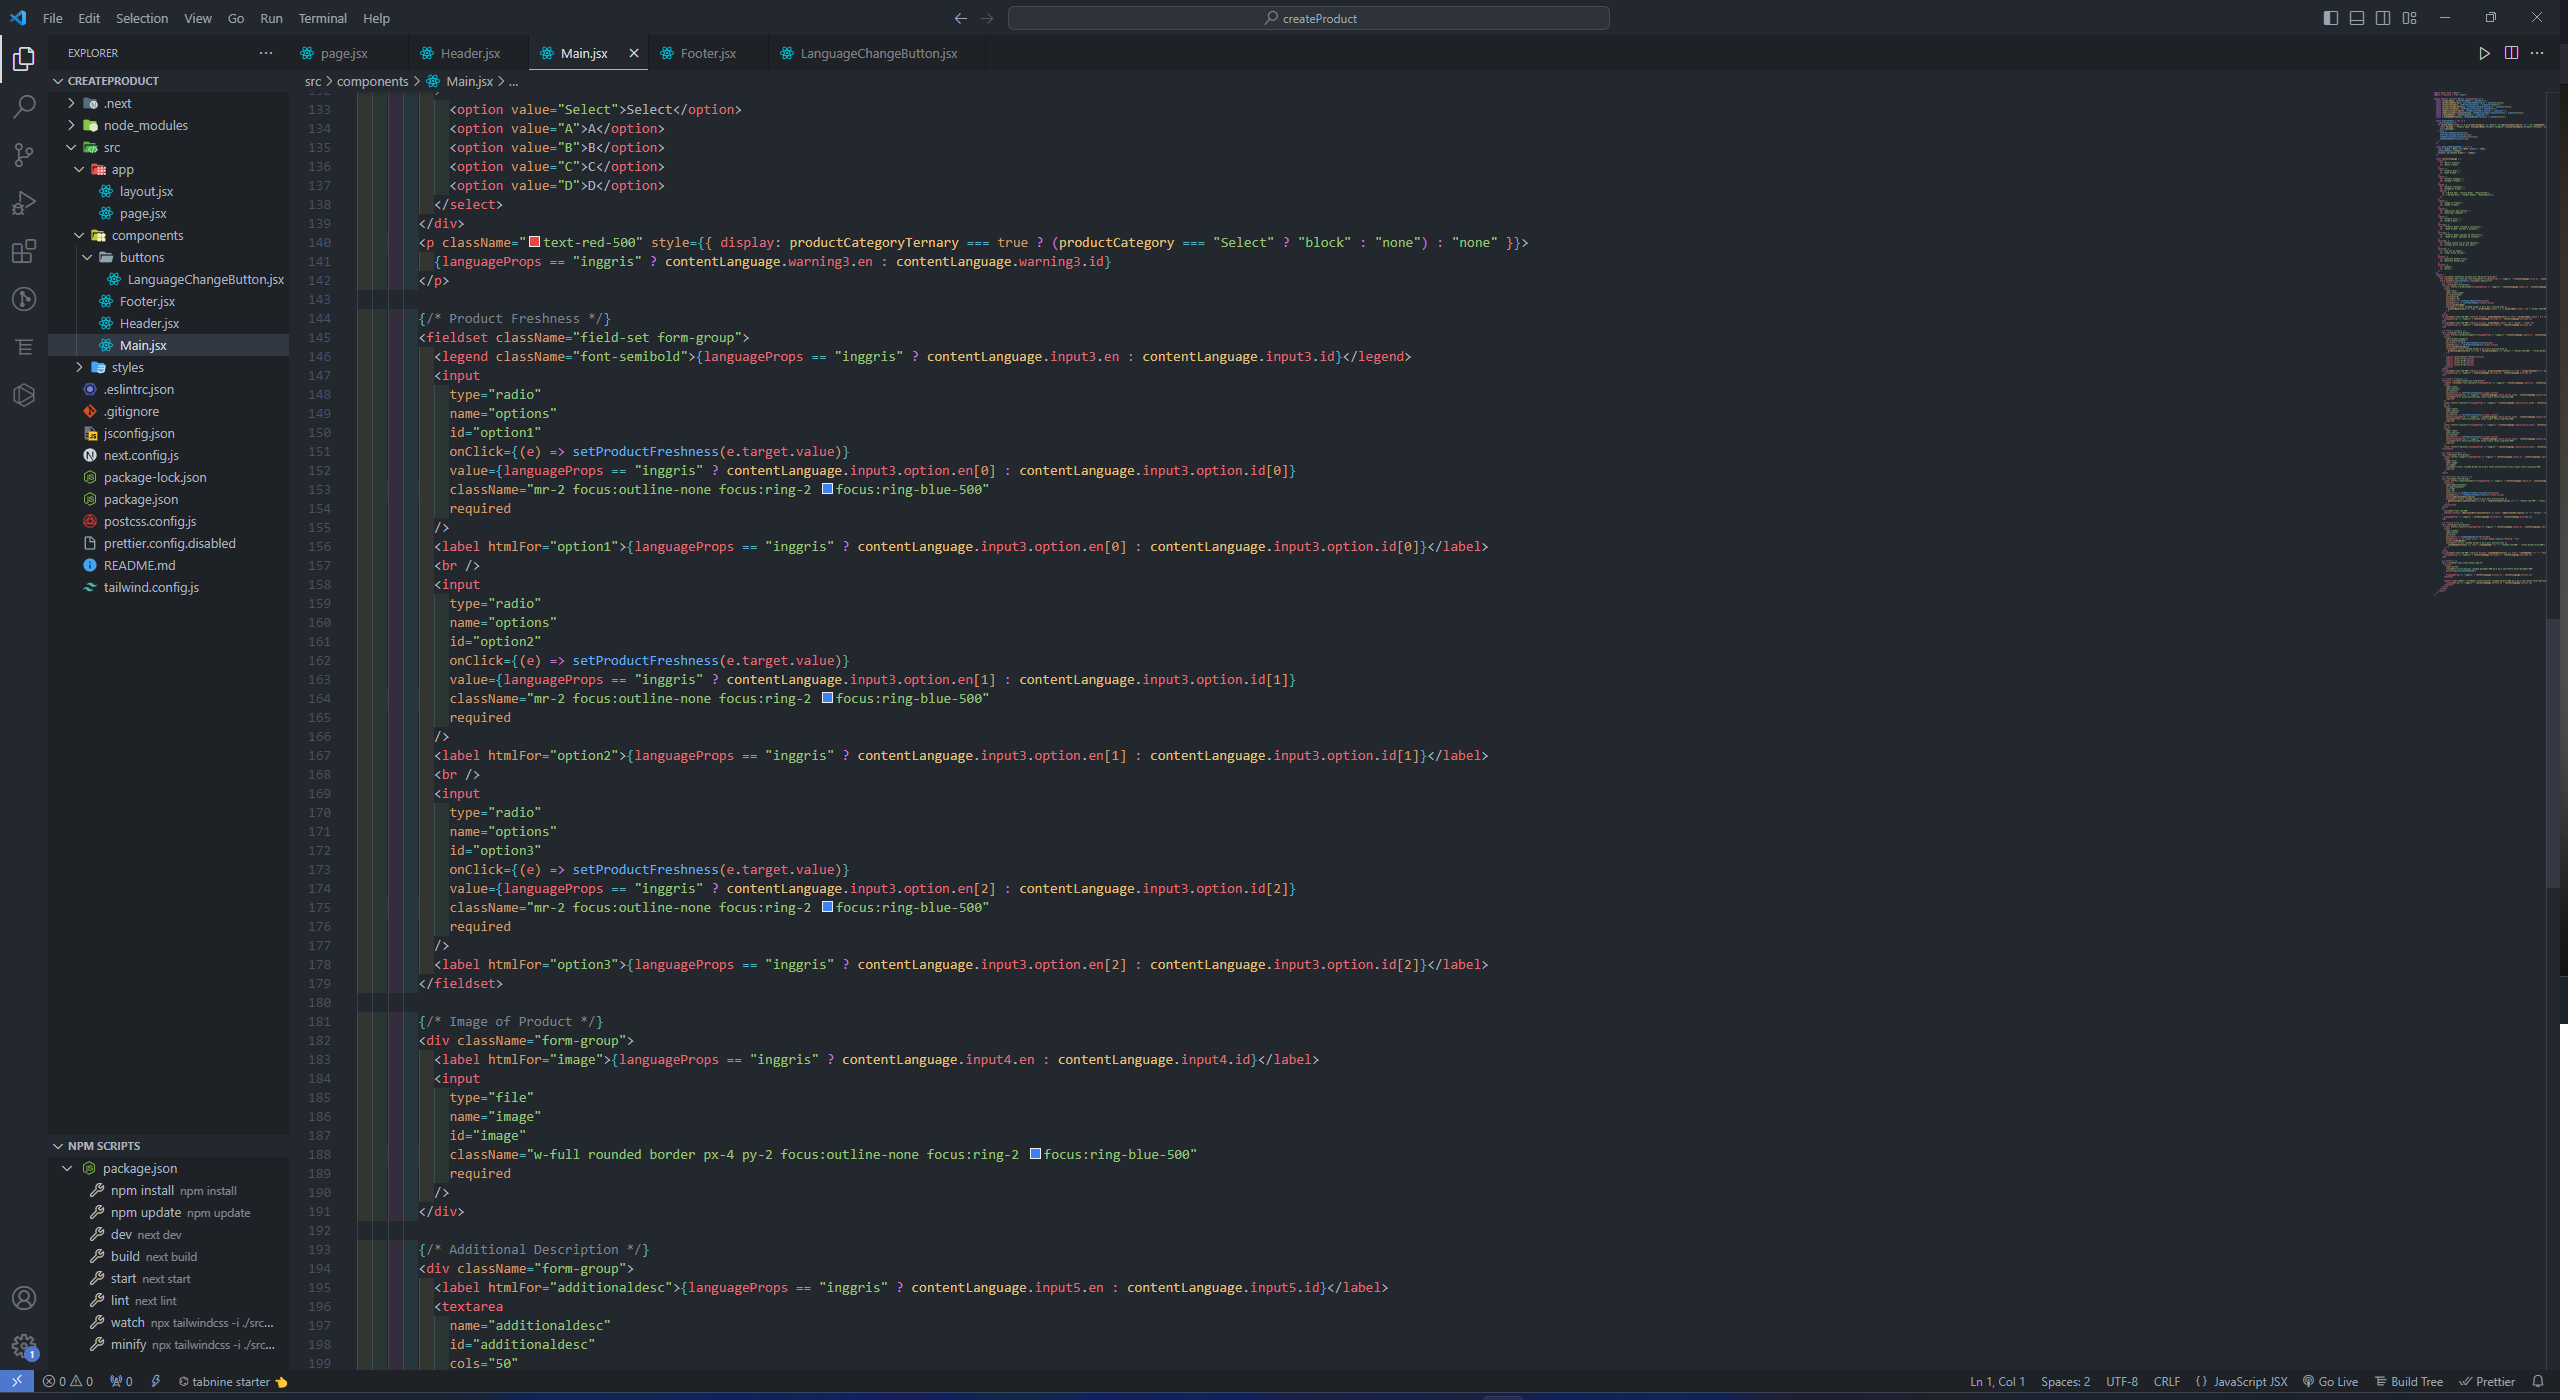 File Edit Selection View Go Run Terminal Help
createProduct
EXPLORER
page.jsx
Header.jsx
Main.jsx
Footer.jsx
LanguageChangeButton.jsx
src > components > Main.jsx > ...
CREATEPRODUCT
.next
node_modules
src
app
layout.jsx
page.jsx
components
buttons
LanguageChangeButton.jsx
Footer.jsx
Header.jsx
Main.jsx
styles
.eslintrc.json
.gitignore
jsconfig.json
next.config.js
package-lock.json
package.json
postcss.config.js
prettier.config.disabled
README.md
tailwind.config.js
NPM SCRIPTS
package.json
npm install npm install
npm update npm update
dev next dev
build next build
start next start
lint next lint
watch npx tailwindcss -i ./src...
minify npx tailwindcss -i ./src...
133 <option value="Select">Select</option>
134 <option value="A">A</option>
135 <option value="B">B</option>
136 <option value="C">C</option>
137 <option value="D">D</option>
138 </select>
139 </div>
140 <p className="text-red-500" style={{ display: productCategoryTernary === true ? (productCategory === "Select" ? "block" : "none") : "none" }}>
141 {languageProps == "inggris" ? contentLanguage.warning3.en : contentLanguage.warning3.id}
142 </p>
143
144 {/* Product Freshness */}
145 <fieldset className="field-set form-group">
146 <legend className="font-semibold">{languageProps == "inggris" ? contentLanguage.input3.en : contentLanguage.input3.id}</legend>
147 <input
148 type="radio"
149 name="options"
150 id="option1"
151 onClick={(e) => setProductFreshness(e.target.value)}
152 value={languageProps == "inggris" ? contentLanguage.input3.option.en[0] : contentLanguage.input3.option.id[0]}
153 className="mr-2 focus:outline-none focus:ring-2 focus:ring-blue-500"
154 required
155 />
156 <label htmlFor="option1">{languageProps == "inggris" ? contentLanguage.input3.option.en[0] : contentLanguage.input3.option.id[0]}</label>
157 <br />
158 <input
159 type="radio"
160 name="options"
161 id="option2"
162 onClick={(e) => setProductFreshness(e.target.value)}
163 value={languageProps == "inggris" ? contentLanguage.input3.option.en[1] : contentLanguage.input3.option.id[1]}
164 className="mr-2 focus:outline-none focus:ring-2 focus:ring-blue-500"
165 required
166 />
167 <label htmlFor="option2">{languageProps == "inggris" ? contentLanguage.input3.option.en[1] : contentLanguage.input3.option.id[1]}</label>
168 <br />
169 <input
170 type="radio"
171 name="options"
172 id="option3"
173 onClick={(e) => setProductFreshness(e.target.value)}
174 value={languageProps == "inggris" ? contentLanguage.input3.option.en[2] : contentLanguage.input3.option.id[2]}
175 className="mr-2 focus:outline-none focus:ring-2 focus:ring-blue-500"
176 required
177 />
178 <label htmlFor="option3">{languageProps == "inggris" ? contentLanguage.input3.option.en[2] : contentLanguage.input3.option.id[2]}</label>
179 </fieldset>
180
181 {/* Image of Product */}
182 <div className="form-group">
183 <label htmlFor="image">{languageProps == "inggris" ? contentLanguage.input4.en : contentLanguage.input4.id}</label>
184 <input
185 type="file"
186 name="image"
187 id="image"
188 className="w-full rounded border px-4 py-2 focus:outline-none focus:ring-2 focus:ring-blue-500"
189 required
190 />
191 </div>
192
193 {/* Additional Description */}
194 <div className="form-group">
195 <label htmlFor="additionaldesc">{languageProps == "inggris" ? contentLanguage.input5.en : contentLanguage.input5.id}</label>
196 <textarea
197 name="additionaldesc"
198 id="additionaldesc"
199 cols="50"
0 0 0 tabnine starter
Ln 1, Col 1 Spaces: 2 UTF-8 CRLF {} JavaScript JSX Go Live Build Tree Prettier
1